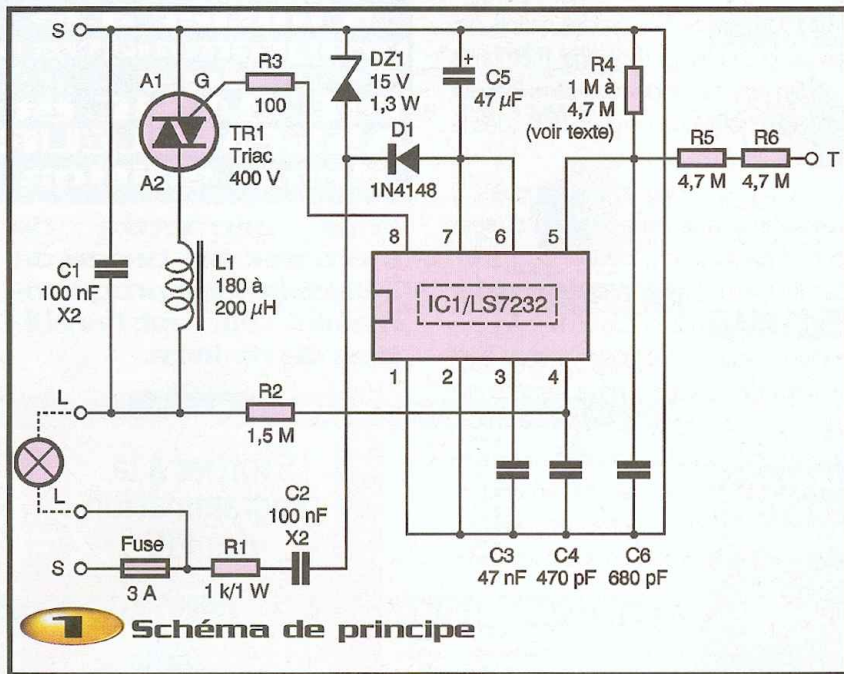 S
A1
G
R3
100
TR1
Triac
400 V
A2
DZ1
15 V
1,3 W
D1
1N4148
+
C5
47 µF
R4
1 M à
4,7 M
(voir texte)
R5
4,7 M
R6
4,7 M
T
C1
100 nF
X2
L1
180 à
200 µH
8 7 6 5
IC1/LS7232
1 2 3 4
L
R2
1,5 M
L
C2
100 nF
X2
S
Fuse
3 A
R1
1 k/1 W
C3
47 nF
C4
470 pF
C6
680 pF
1 Schéma de principe